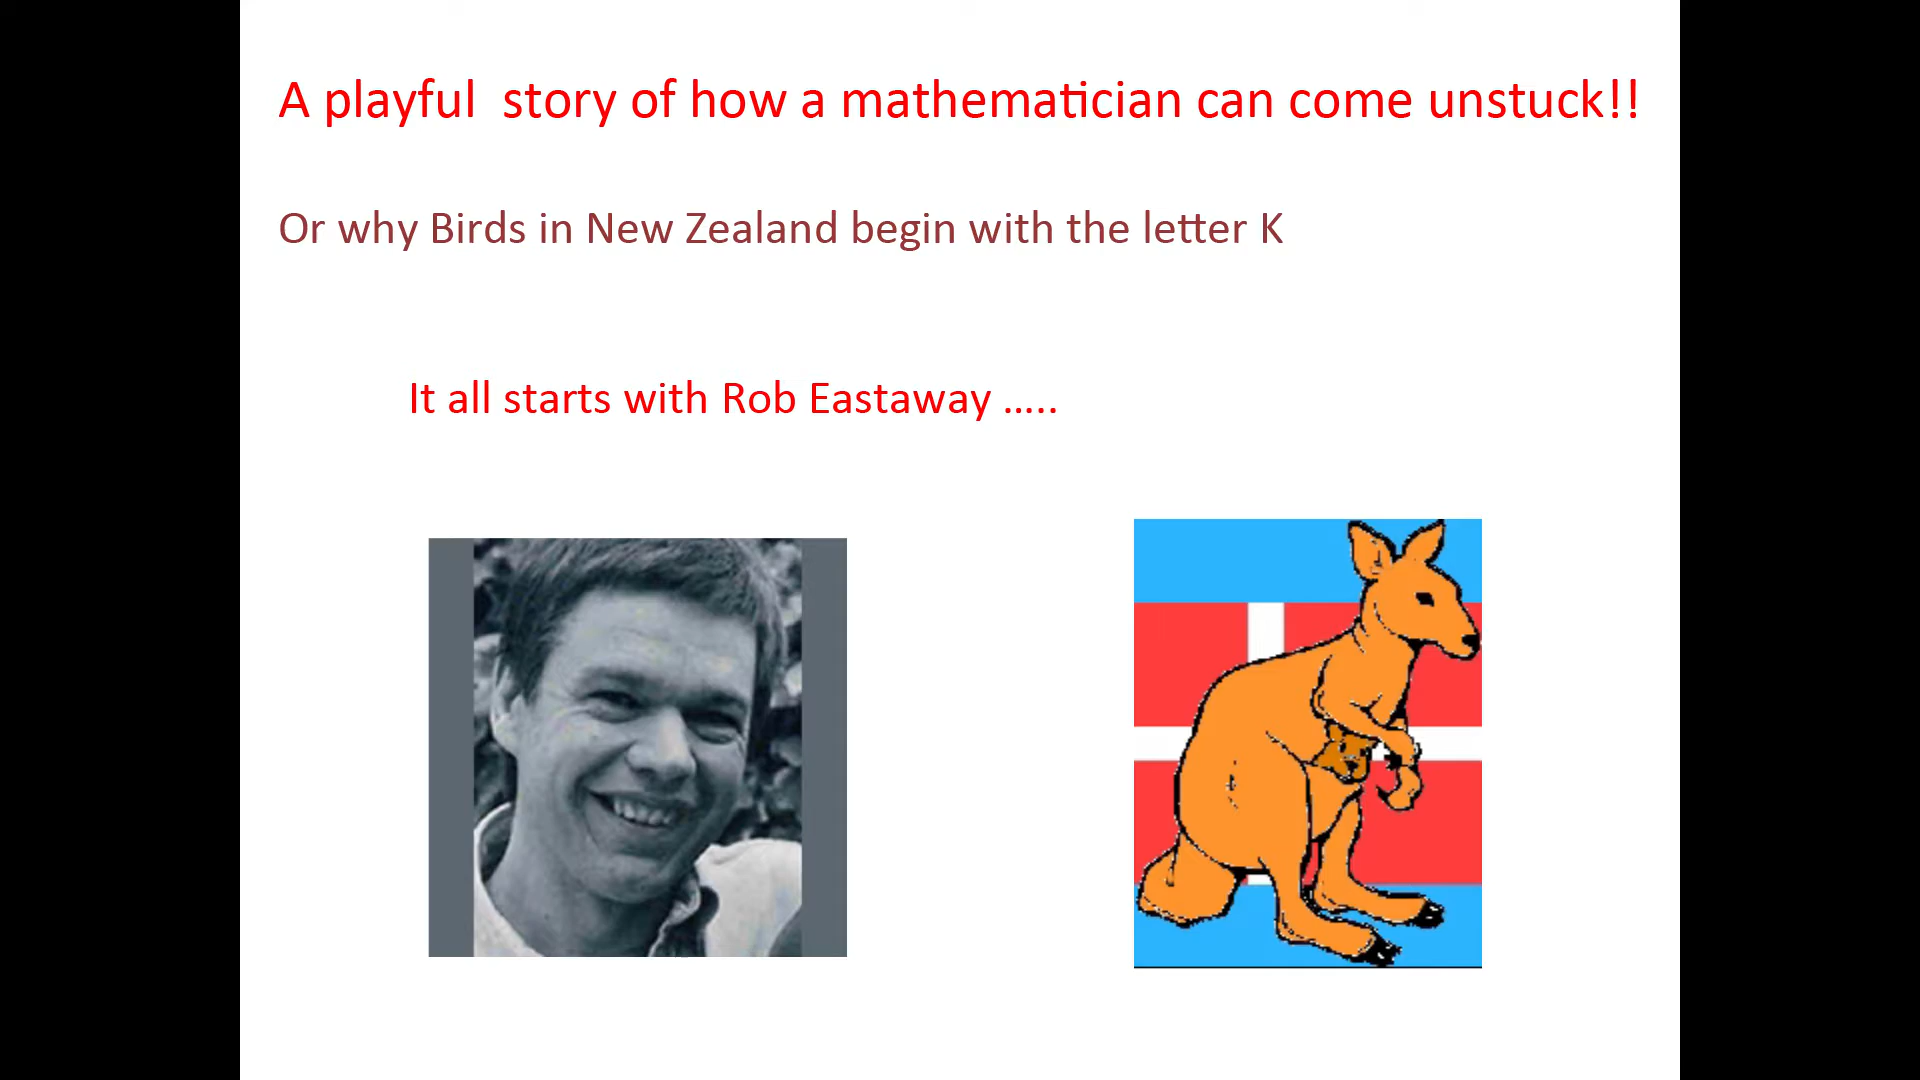 A playful  story of how a mathematician can come unstuck!!
Or why Birds in New Zealand begin with the letter K
It all starts with Rob Eastaway .....